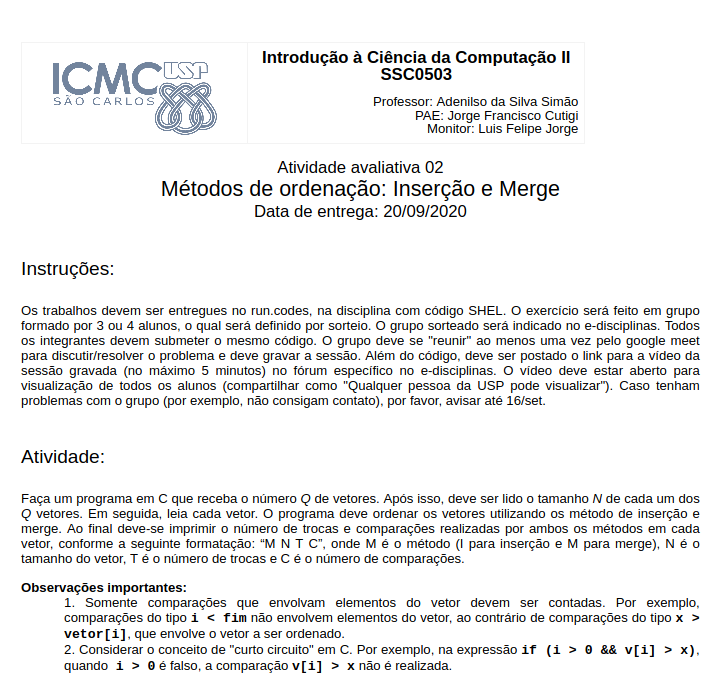 ICMC USP
SÃO CARLOS
Introdução à Ciência da Computação II
SSC0503
Professor: Adenilso da Silva Simão
PAE: Jorge Francisco Cutigi
Monitor: Luis Felipe Jorge
Atividade avaliativa 02
Métodos de ordenação: Inserção e Merge
Data de entrega: 20/09/2020
Instruções:
Os trabalhos devem ser entregues no run.codes, na disciplina com código SHEL. O exercício será feito em grupo
formado por 3 ou 4 alunos, o qual será definido por sorteio. O grupo sorteado será indicado no e-disciplinas. Todos
os integrantes devem submeter o mesmo código. O grupo deve se "reunir" ao menos uma vez pelo google meet
para discutir/resolver o problema e deve gravar a sessão. Além do código, deve ser postado o link para a vídeo da
sessão gravada (no máximo 5 minutos) no fórum específico no e-disciplinas. O vídeo deve estar aberto para
visualização de todos os alunos (compartilhar como "Qualquer pessoa da USP pode visualizar"). Caso tenham
problemas com o grupo (por exemplo, não consigam contato), por favor, avisar até 16/set.
Atividade:
Faça um programa em C que receba o número Q de vetores. Após isso, deve ser lido o tamanho N de cada um dos
Q vetores. Em seguida, leia cada vetor. O programa deve ordenar os vetores utilizando os método de inserção e
merge. Ao final deve-se imprimir o número de trocas e comparações realizadas por ambos os métodos em cada
vetor, conforme a seguinte formatação: “M N T C”, onde M é o método (I para inserção e M para merge), N é o
tamanho do vetor, T é o número de trocas e C é o número de comparações.
Observações importantes:
1. Somente comparações que envolvam elementos do vetor devem ser contadas. Por exemplo,
comparações do tipo i < fim não envolvem elementos do vetor, ao contrário de comparações do tipo x >
vetor[i], que envolve o vetor a ser ordenado.
2. Considerar o conceito de "curto circuito" em C. Por exemplo, na expressão if (i > 0 && v[i] > x),
quando i > 0 é falso, a comparação v[i] > x não é realizada.